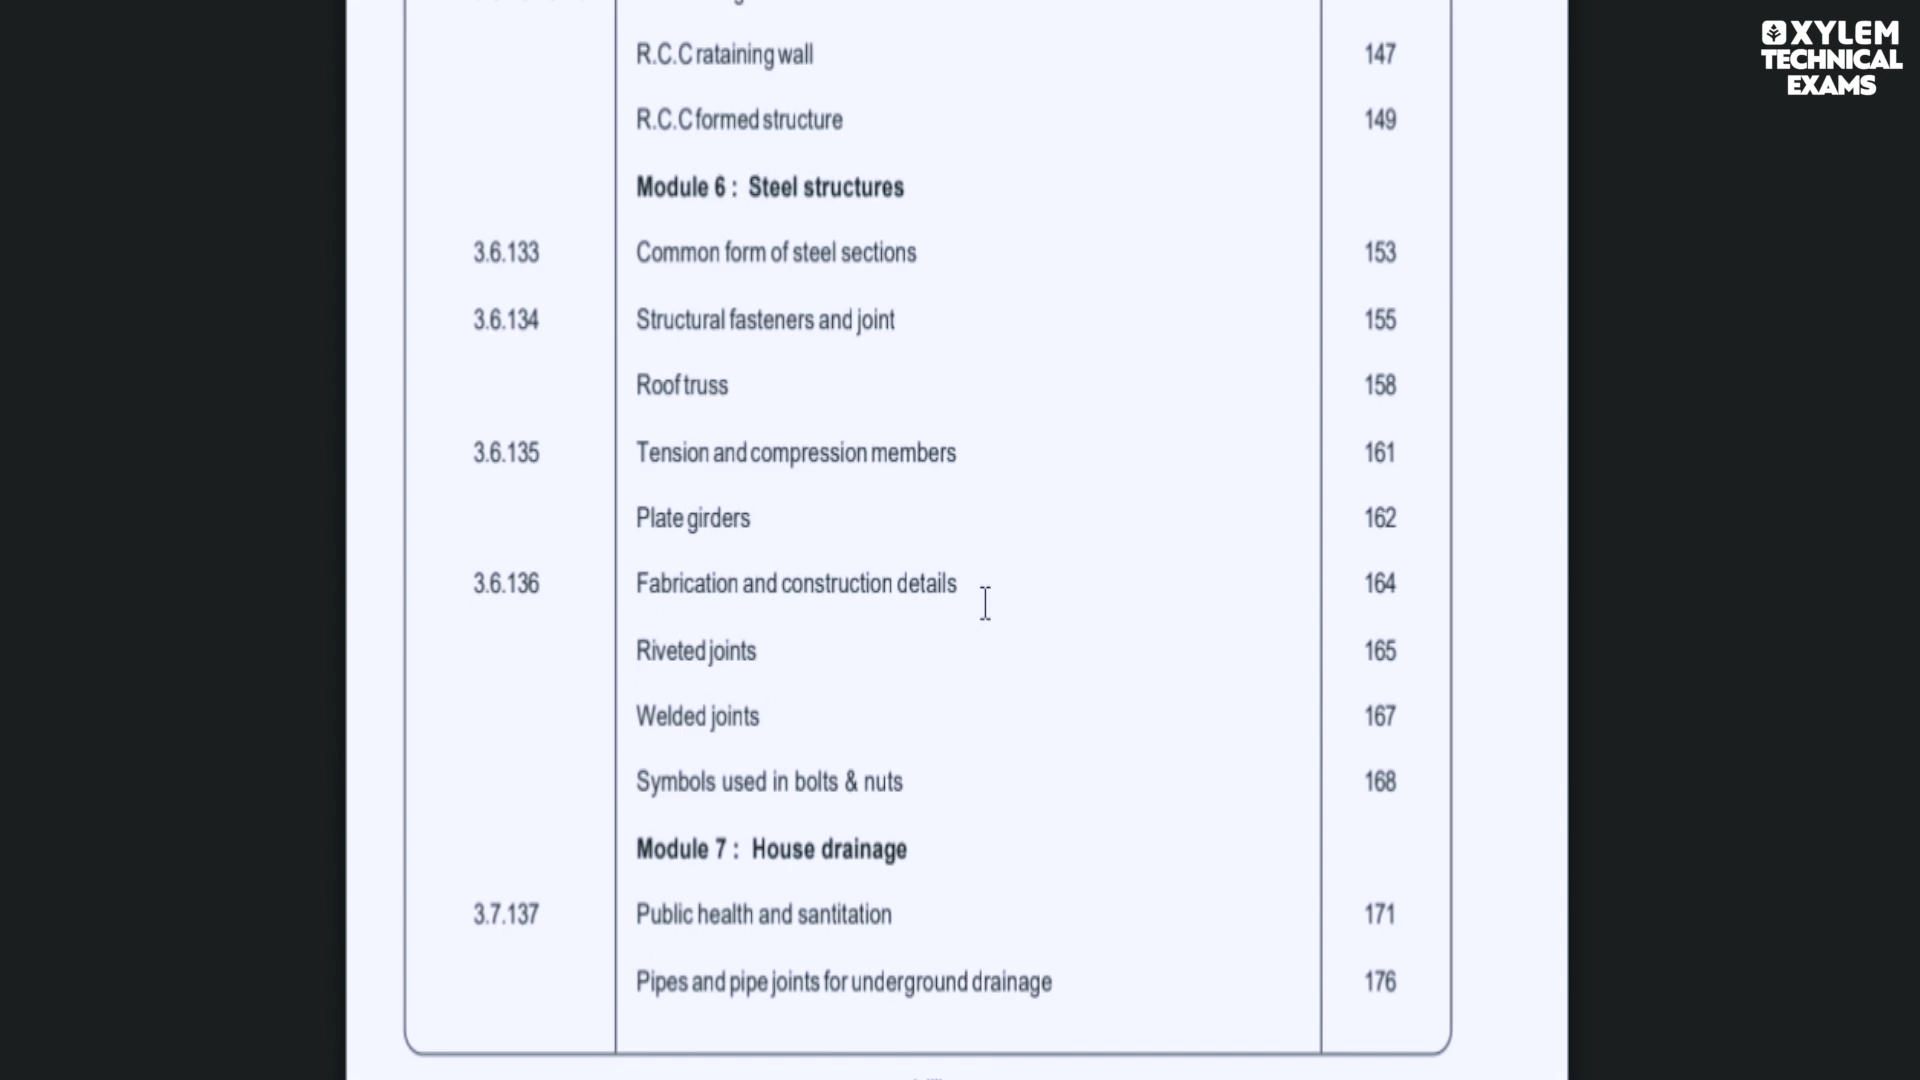 XYLEM
TECHNICAL
EXAMS
R.C.C rataining wall 147
R.C.C formed structure 149
Module 6 : Steel structures
3.6.133 Common form of steel sections 153
3.6.134 Structural fasteners and joint 155
Roof truss 158
3.6.135 Tension and compression members 161
Plate girders 162
3.6.136 Fabrication and construction details 164
Riveted joints 165
Welded joints 167
Symbols used in bolts & nuts 168
Module 7 : House drainage
3.7.137 Public health and santitation 171
Pipes and pipe joints for underground drainage 176